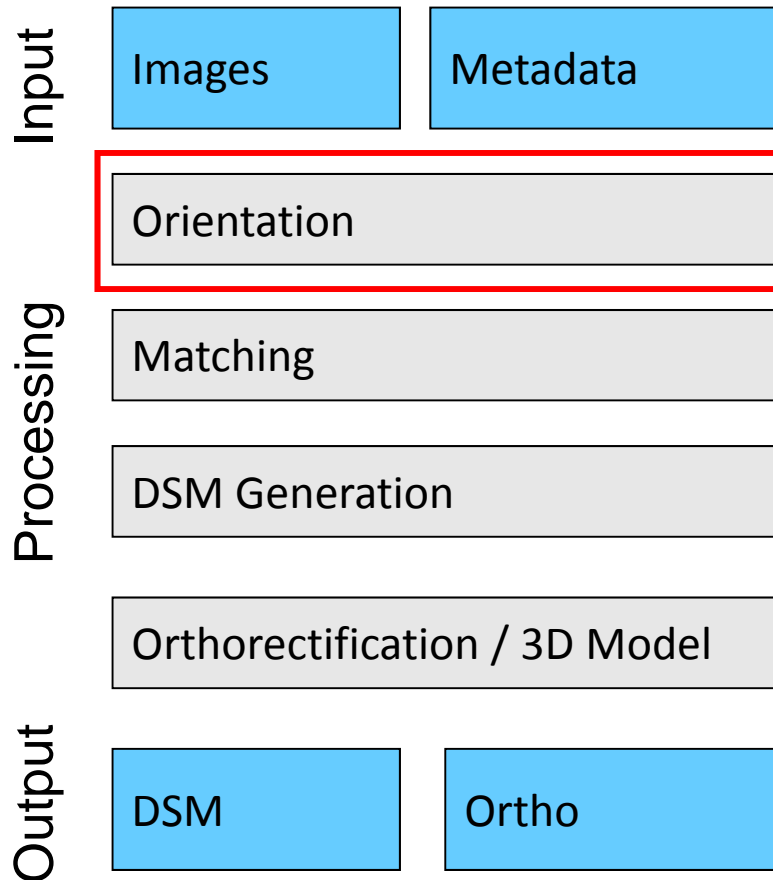 Input
Images
Metadata
Processing
Orientation
Matching
DSM Generation
Orthorectification / 3D Model
Output
DSM
Ortho